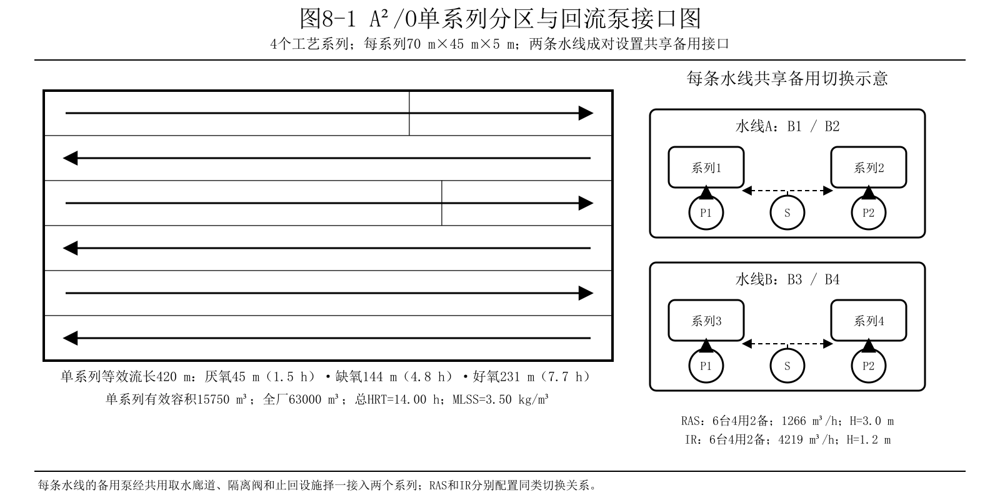 图8-1 A²/O单系列分区与回流泵接口图
4个工艺系列；每系列70 m×45 m×5 m；两条水线成对设置共享备用接口
每条水线共享备用切换示意
水线A：B1 / B2
系列1
系列2
P1
S
P2
水线B：B3 / B4
系列3
系列4
P1
S
P2
单系列等效流长420 m：厌氧45 m（1.5 h）·缺氧144 m（4.8 h）·好氧231 m（7.7 h）
单系列有效容积15750 m³；全厂63000 m³；总HRT=14.00 h；MLSS=3.50 kg/m³
RAS：6台4用2备；1266 m³/h；H=3.0 m
IR：6台4用2备；4219 m³/h；H=1.2 m
每条水线的备用泵经共用取水廊道、隔离阀和止回设施择一接入两个系列；RAS和IR分别配置同类切换关系。